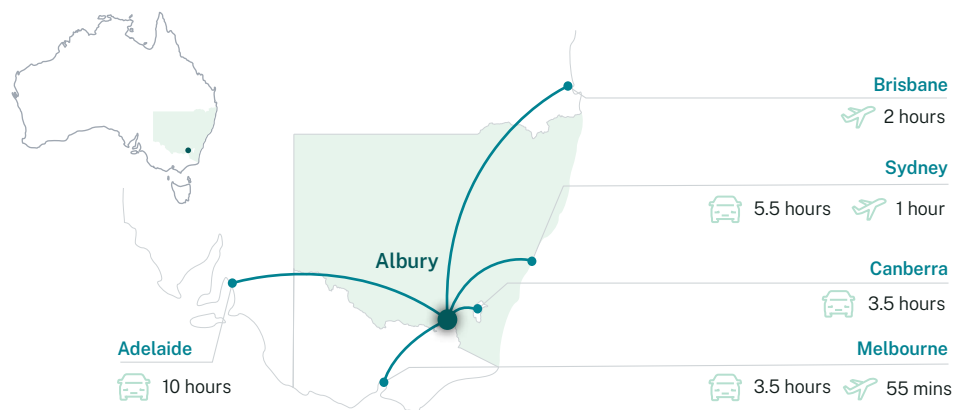 Brisbane
2 hours
Sydney
5.5 hours 1 hour
Albury
Canberra
3.5 hours
Adelaide
10 hours
Melbourne
3.5 hours 55 mins